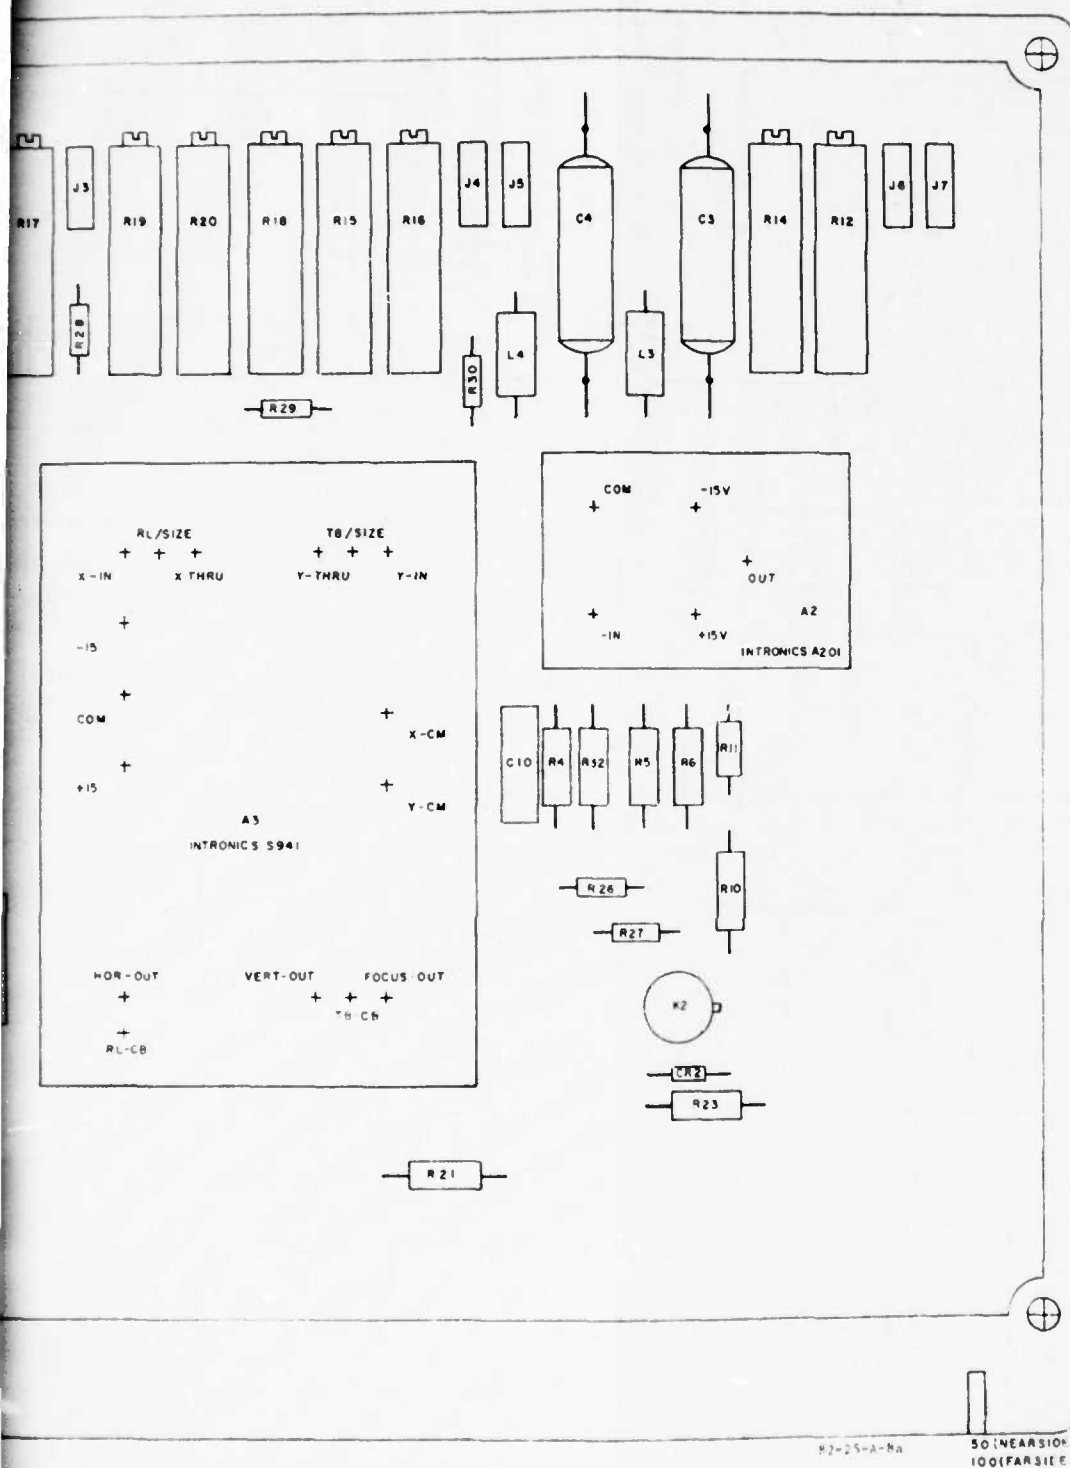 J3
J4
J5
J6
J7
R17
R19
R20
R18
R15
R16
C4
C3
R14
R12
R28
L4
L3
R30
R29
COM
-15V
RL/SIZE
TB/SIZE
X-IN
X THRU
Y-THRU
Y-IN
OUT
-IN
+15V
A2
INTRONICS A201
-15
COM
X-CM
+15
Y-CM
C10
R4
R32
R5
R6
R11
A3
INTRONICS S941
R26
R10
R27
HOR-OUT
VERT-OUT
FOCUS-OUT
TB-CB
RL-CB
K2
CR2
R23
R21
82-25-A-8a
50(NEARSIDE
100(FARSIDE